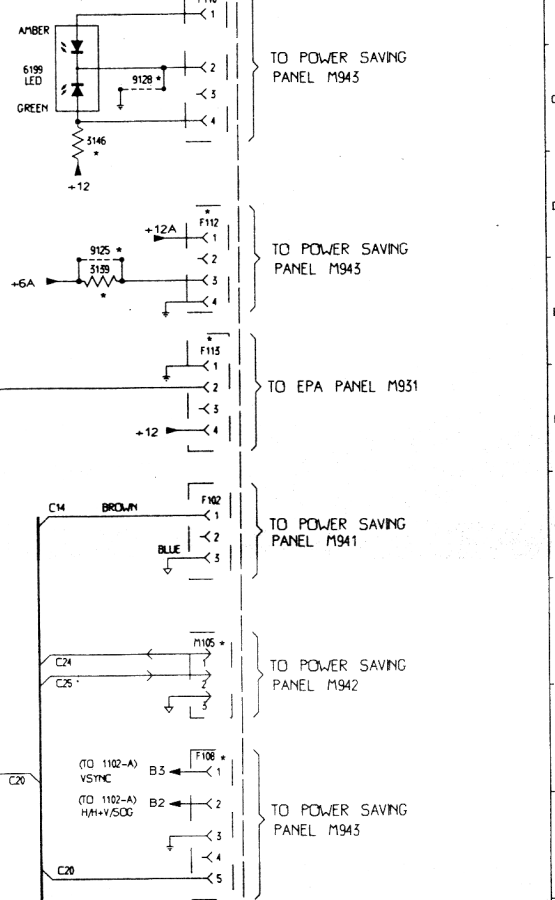 1
AMBER
6199
LED
GREEN
9128 *
2
3
4
3146
*
+12
TO POWER SAVING
PANEL M943
*
F112
+12A
1
2
3
4
9125 *
3139
*
+6A
TO POWER SAVING
PANEL M943
*
F113
1
2
3
4
+12
TO EPA PANEL M931
C14
BROWN
F102
1
2
3
BLUE
TO POWER SAVING
PANEL M941
M105 *
1
2
3
C24
C25
TO POWER SAVING
PANEL M942
F108 *
(TO 1102-A)
VSYNC
B3
1
(TO 1102-A)
H/H+V/SOG
B2
2
3
4
5
C20
C20
TO POWER SAVING
PANEL M943